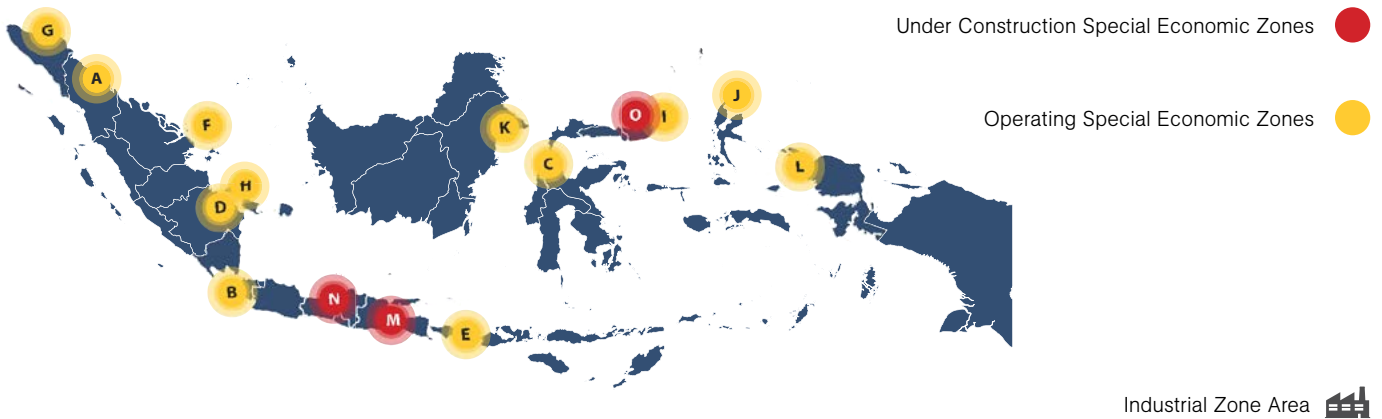 Under Construction Special Economic Zones
G
A
J
O I
Operating Special Economic Zones
F
K
C
L
H
D
B
N
M
E
Industrial Zone Area